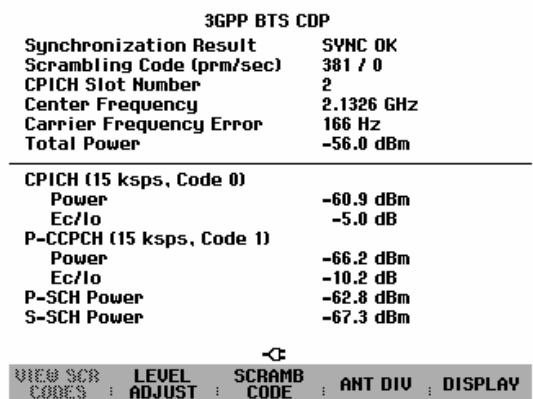 3GPP BTS CDP
Synchronization Result SYNC OK
Scrambling Code (prm/sec) 381 / 0
CPICH Slot Number 2
Center Frequency 2.1326 GHz
Carrier Frequency Error 166 Hz
Total Power -56.0 dBm
CPICH (15 ksps, Code 0)
Power -60.9 dBm
Ec/Io -5.0 dB
P-CCPCH (15 ksps, Code 1)
Power -66.2 dBm
Ec/Io -10.2 dB
P-SCH Power -62.8 dBm
S-SCH Power -67.3 dBm
VIEW SCR CODES : LEVEL ADJUST : SCRAMB CODE : ANT DIV : DISPLAY